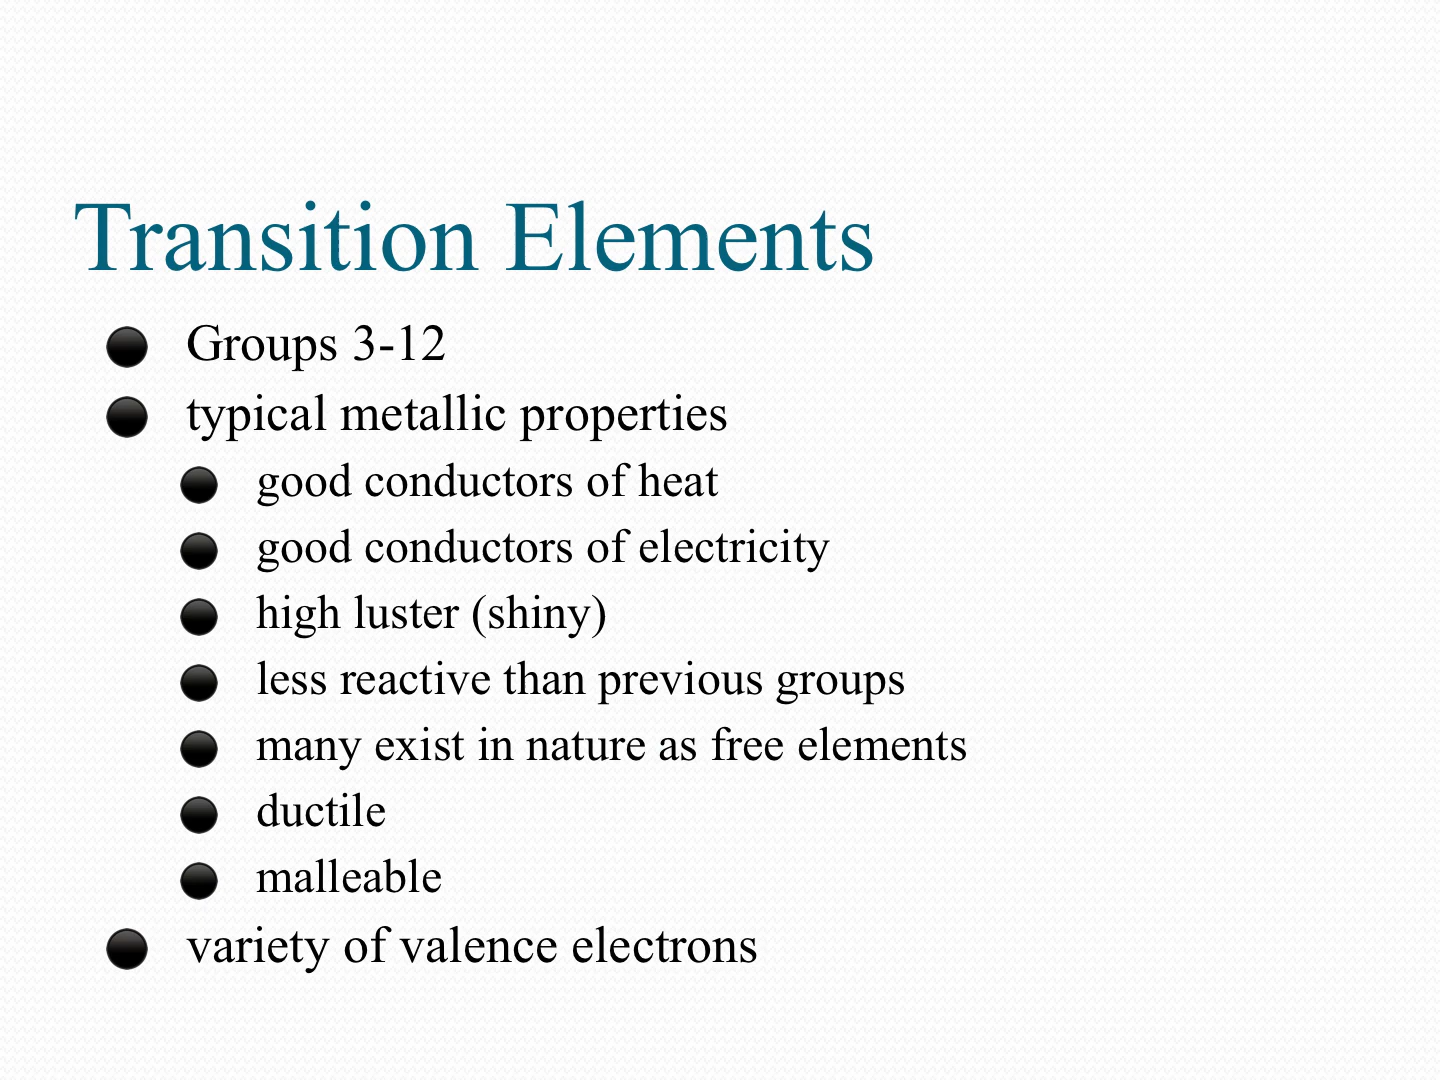 Transition Elements
Groups 3-12
typical metallic properties
good conductors of heat
good conductors of electricity
high luster (shiny)
less reactive than previous groups
many exist in nature as free elements
ductile
malleable
variety of valence electrons